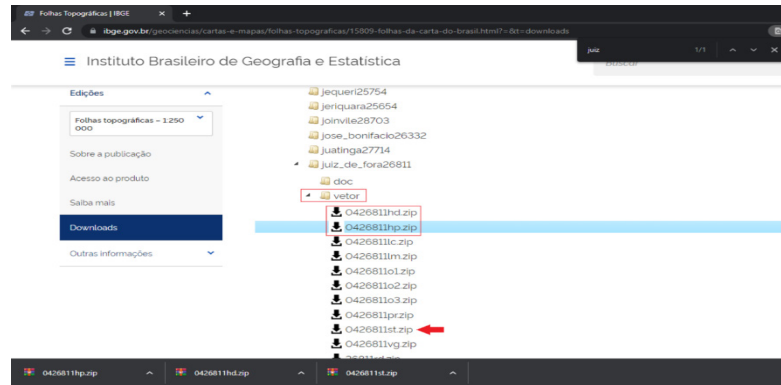 Folhas Topográficas | IBGE
ibge.gov.br/geociencias/cartas-e-mapas/folhas-topograficas/15809-folhas-da-carta-do-brasil.html?=&t=downloads
juiz 1/1
Instituto Brasileiro de Geografia e Estatística
Buscar
Edições
Folhas topográficas – 1:250 000
Sobre a publicação
Acesso ao produto
Saiba mais
Downloads
Outras informações
jequeri25754
jeriquara25654
joinvile28703
jose_bonifacio26332
juatinga27714
juiz_de_fora26811
doc
vetor
0426811hd.zip
0426811hp.zip
0426811lc.zip
0426811lm.zip
0426811o1.zip
0426811o2.zip
0426811o3.zip
0426811pr.zip
0426811st.zip
0426811vg.zip
0426811hp.zip
0426811hd.zip
0426811st.zip